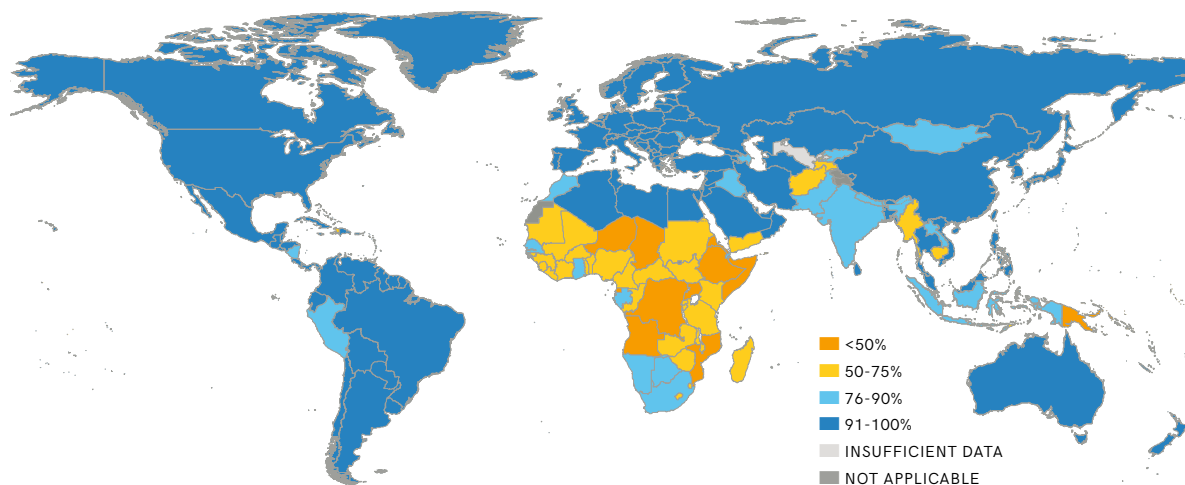 <50%
50-75%
76-90%
91-100%
INSUFFICIENT DATA
NOT APPLICABLE